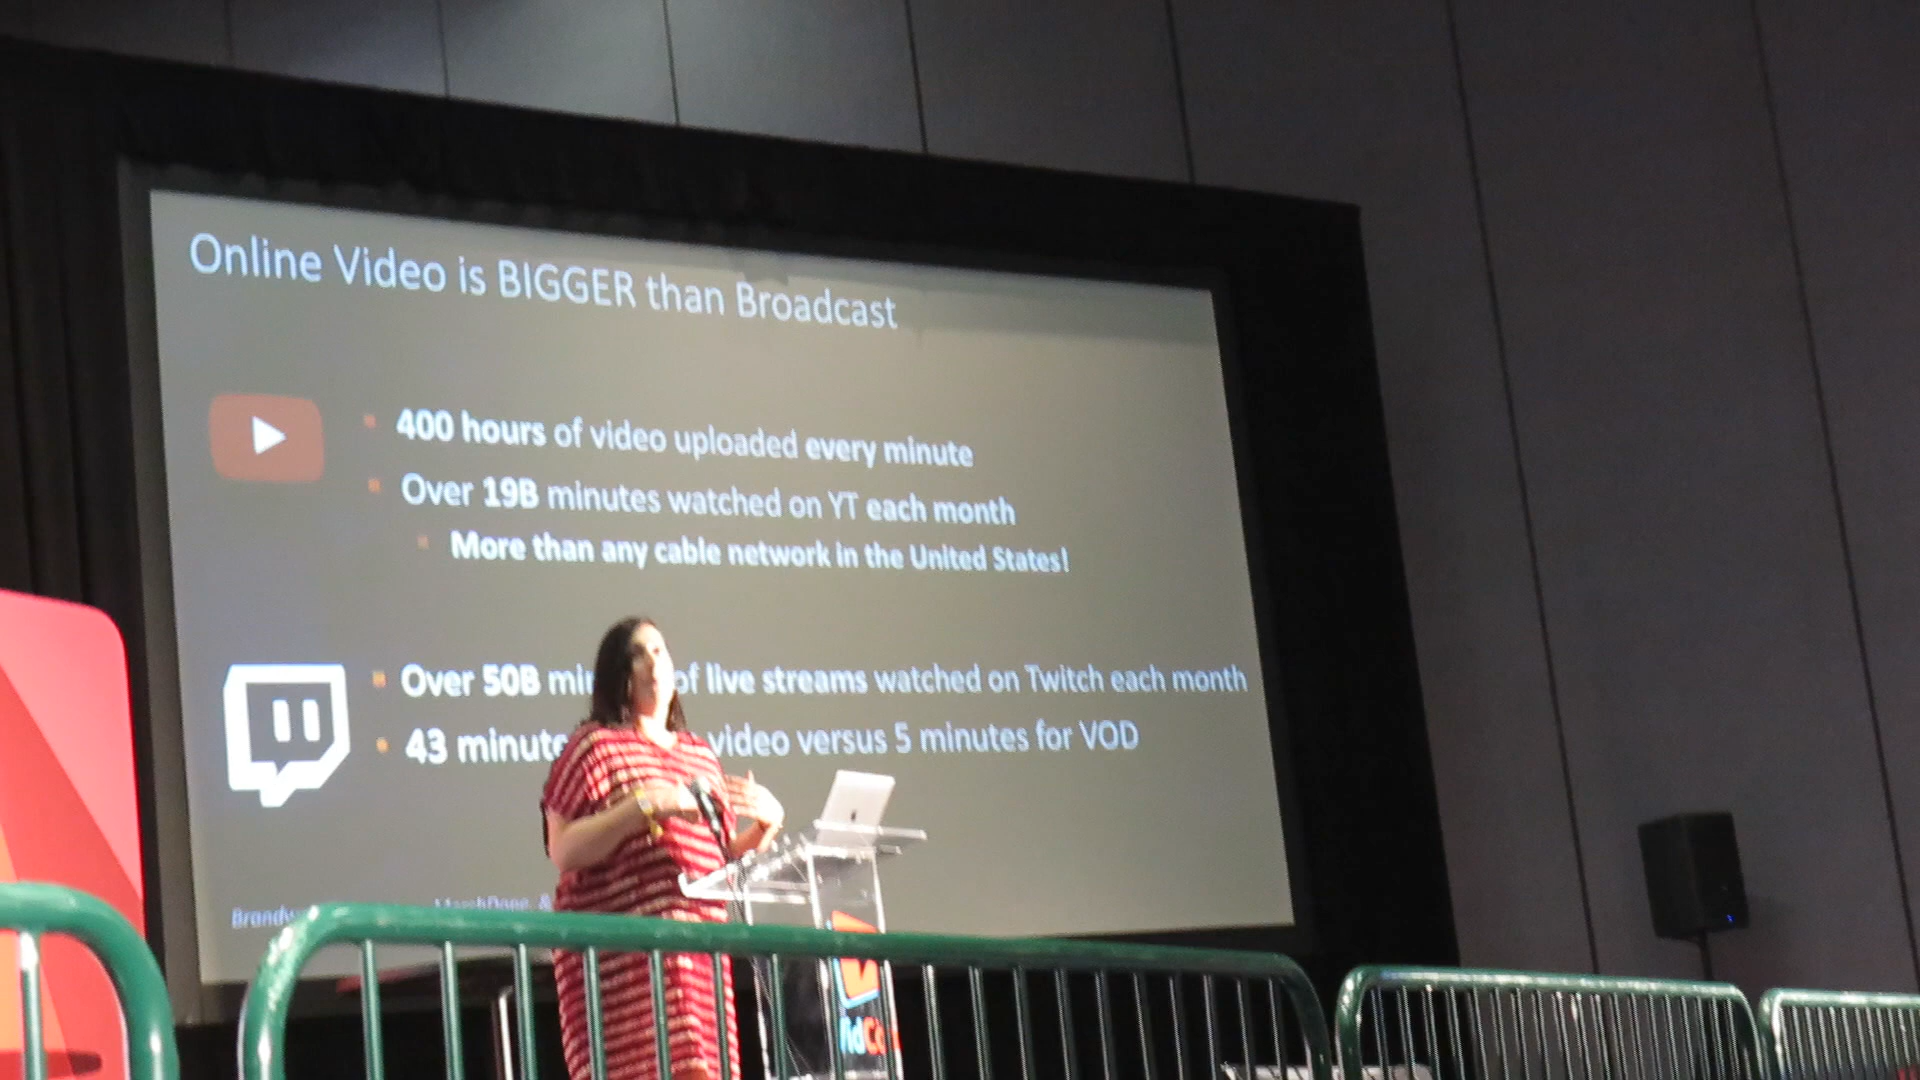 Online Video is BIGGER than Broadcast
400 hours of video uploaded every minute
Over 19B minutes watched on YT each month
More than any cable network in the United States!
Over 50B of live streams watched on Twitch each month
43 video versus 5 minutes for VOD